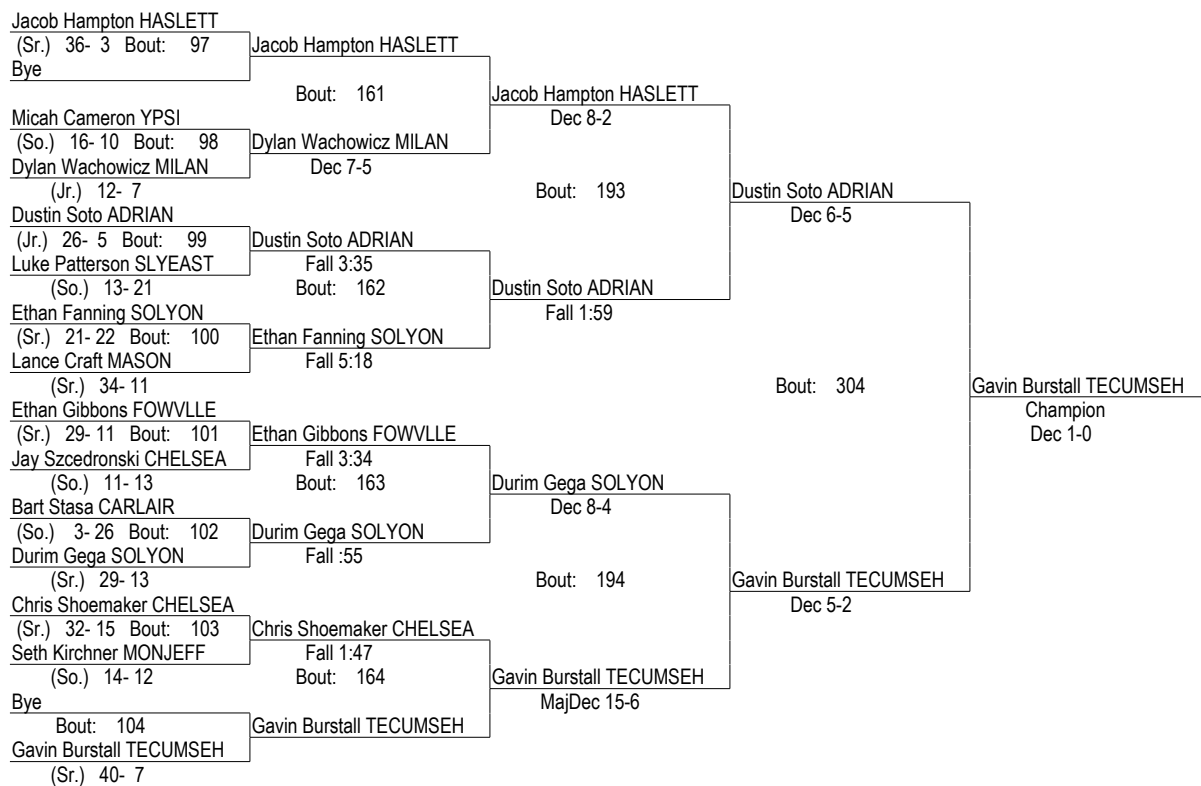 Jacob Hampton HASLETT
(Sr.) 36- 3 Bout: 97 Jacob Hampton HASLETT
Bye
Bout: 161 Jacob Hampton HASLETT
Micah Cameron YPSI Dec 8-2
(So.) 16- 10 Bout: 98 Dylan Wachowicz MILAN
Dylan Wachowicz MILAN Dec 7-5
(Jr.) 12- 7 Bout: 193 Dustin Soto ADRIAN
Dustin Soto ADRIAN Dec 6-5
(Jr.) 26- 5 Bout: 99 Dustin Soto ADRIAN
Luke Patterson SLYEAST Fall 3:35
(So.) 13- 21 Bout: 162 Dustin Soto ADRIAN
Ethan Fanning SOLYON Fall 1:59
(Sr.) 21- 22 Bout: 100 Ethan Fanning SOLYON
Lance Craft MASON Fall 5:18
(Sr.) 34- 11 Bout: 304 Gavin Burstall TECUMSEH
Ethan Gibbons FOWVLLE Champion
(Sr.) 29- 11 Bout: 101 Ethan Gibbons FOWVLLE Dec 1-0
Jay Szcedronski CHELSEA Fall 3:34
(So.) 11- 13 Bout: 163 Durim Gega SOLYON
Bart Stasa CARLAIR Dec 8-4
(So.) 3- 26 Bout: 102 Durim Gega SOLYON
Durim Gega SOLYON Fall :55
(Sr.) 29- 13 Bout: 194 Gavin Burstall TECUMSEH
Chris Shoemaker CHELSEA Dec 5-2
(Sr.) 32- 15 Bout: 103 Chris Shoemaker CHELSEA
Seth Kirchner MONJEFF Fall 1:47
(So.) 14- 12 Bout: 164 Gavin Burstall TECUMSEH
Bye MajDec 15-6
Bout: 104 Gavin Burstall TECUMSEH
Gavin Burstall TECUMSEH
(Sr.) 40- 7